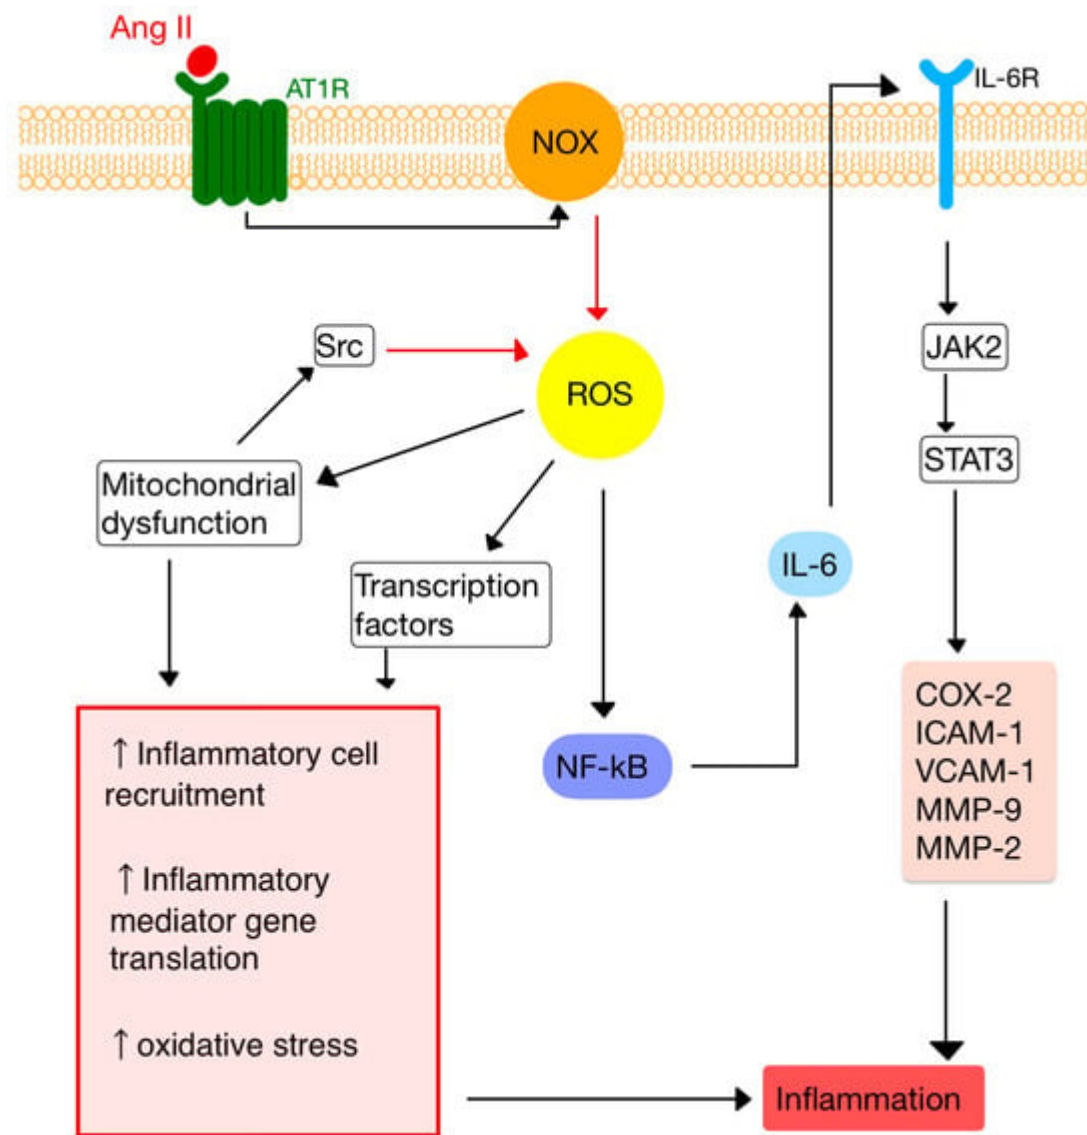 Ang II
AT1R
NOX
IL-6R
Src
ROS
JAK2
STAT3
Mitochondrial
dysfunction
Transcription
factors
IL-6
NF-kB
COX-2
ICAM-1
VCAM-1
MMP-9
MMP-2
↑ Inflammatory cell
recruitment
↑ Inflammatory
mediator gene
translation
↑ oxidative stress
Inflammation